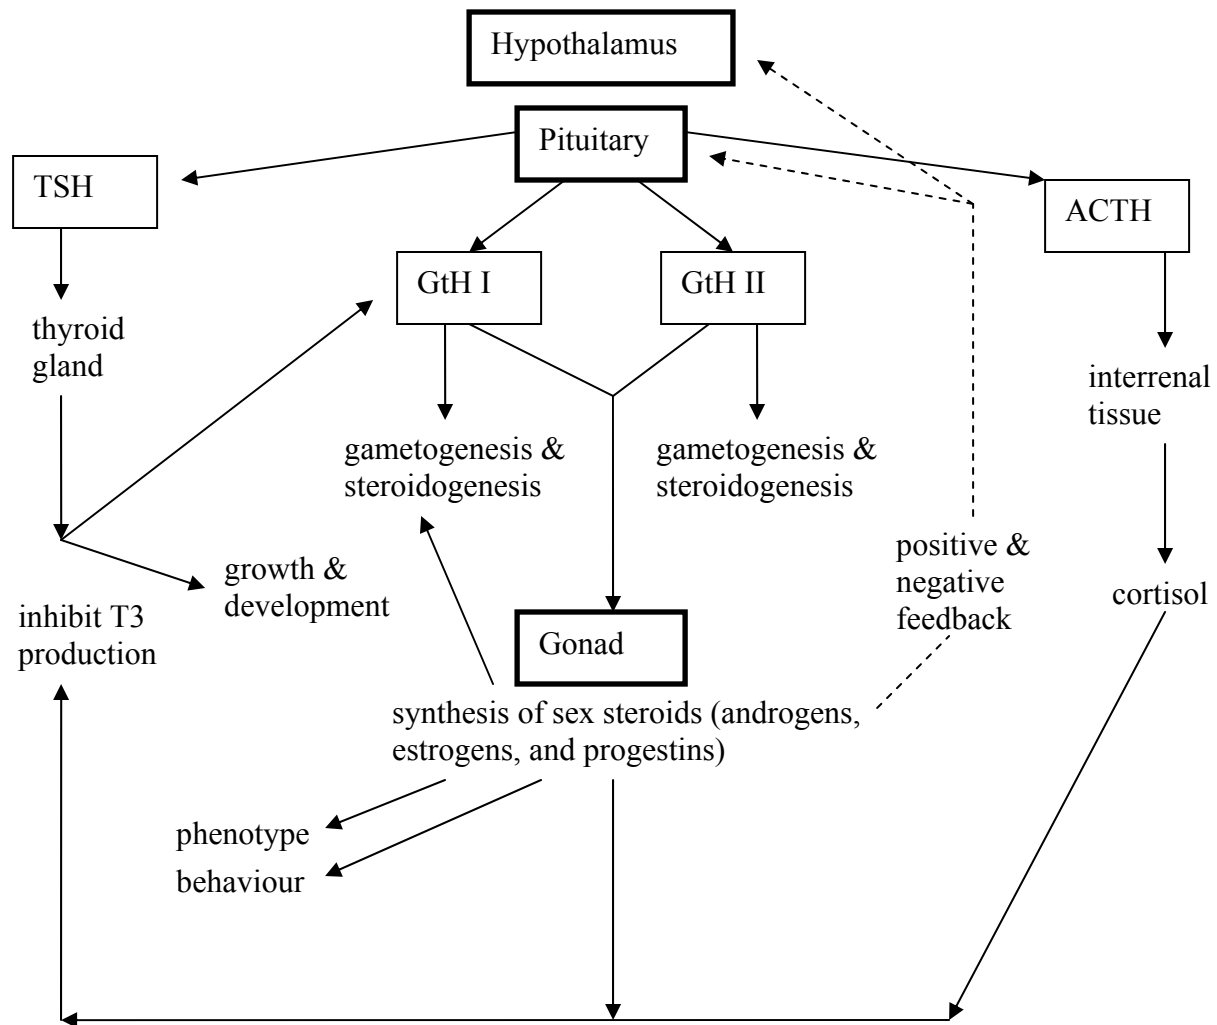 Hypothalamus
Pituitary
TSH
ACTH
GtH I
GtH II
thyroid
gland
interrenal
tissue
gametogenesis &
steroidogenesis
gametogenesis &
steroidogenesis
positive &
negative
feedback
growth &
development
cortisol
inhibit T3
production
Gonad
synthesis of sex steroids (androgens,
estrogens, and progestins)
phenotype
behaviour